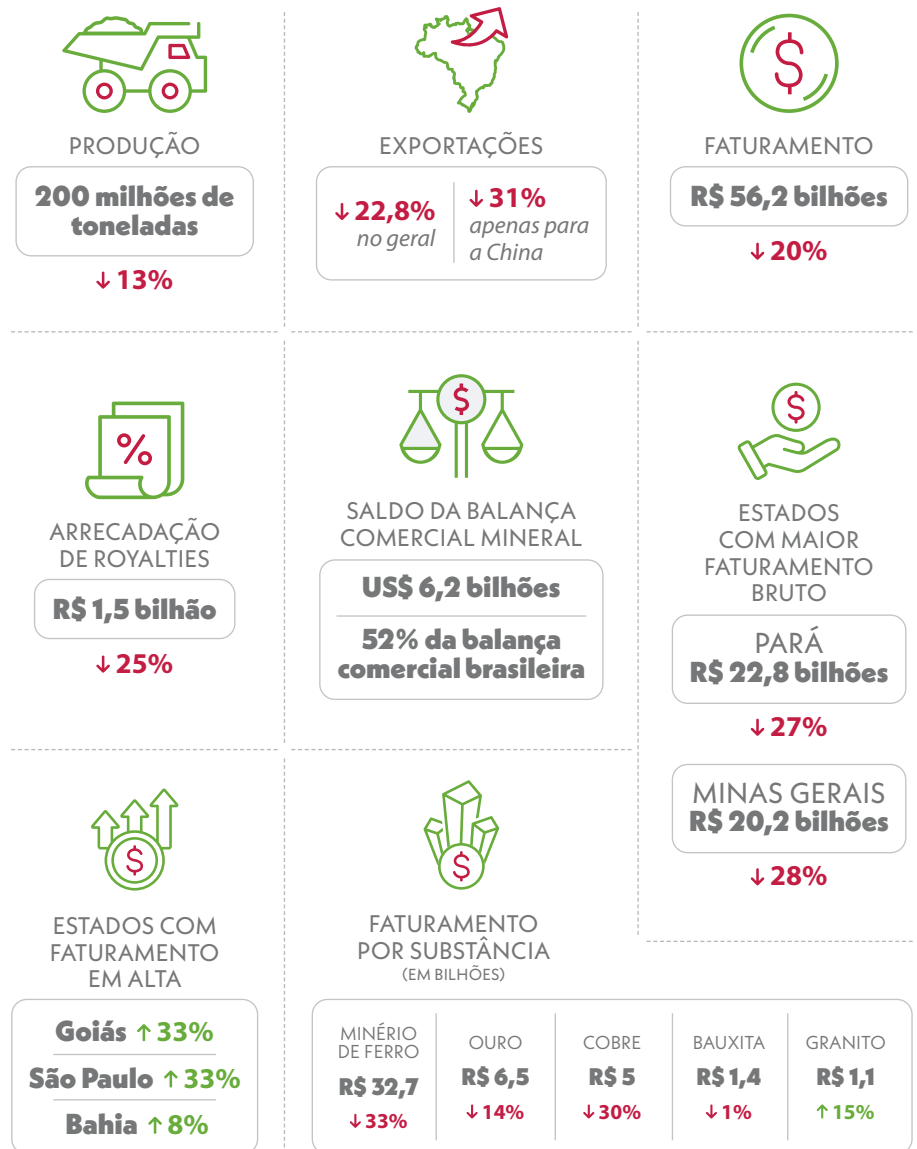 PRODUÇÃO
200 milhões de
toneladas
↓ 13%
EXPORTAÇÕES
↓ 22,8%
no geral
↓ 31%
apenas para
a China
$
FATURAMENTO
R$ 56,2 bilhões
↓ 20%
%
ARRECADAÇÃO
DE ROYALTIES
R$ 1,5 bilhão
↓ 25%
$
SALDO DA BALANÇA
COMERCIAL MINERAL
US$ 6,2 bilhões
52% da balança
comercial brasileira
$
ESTADOS
COM MAIOR
FATURAMENTO
BRUTO
PARÁ
R$ 22,8 bilhões
↓ 27%
MINAS GERAIS
R$ 20,2 bilhões
↓ 28%
$
ESTADOS COM
FATURAMENTO
EM ALTA
Goiás ↑ 33%
São Paulo ↑ 33%
Bahia ↑ 8%
$
FATURAMENTO
POR SUBSTÂNCIA
(EM BILHÕES)
MINÉRIO
DE FERRO
R$ 32,7
↓ 33%
OURO
R$ 6,5
↓ 14%
COBRE
R$ 5
↓ 30%
BAUXITA
R$ 1,4
↓ 1%
GRANITO
R$ 1,1
↑ 15%